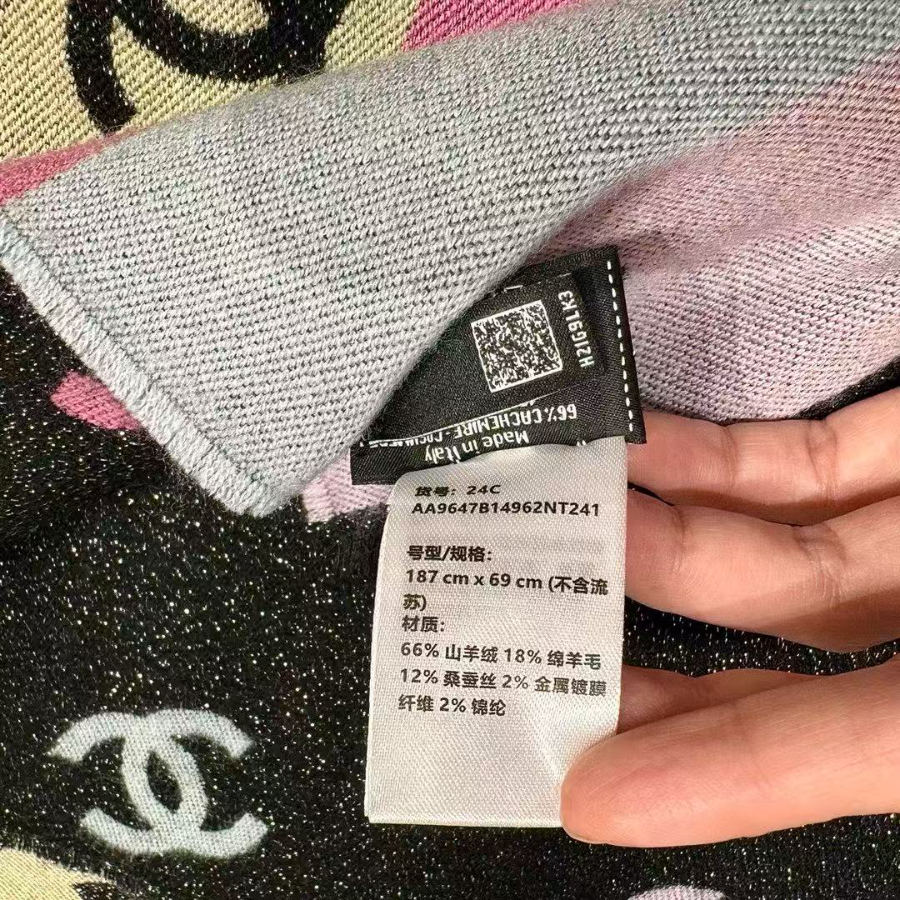 H21G9LK3
66% CACHEMIRE - CACHMERE
Made in Italy
货号：24C
AA9647B14962NT241
号型/规格：
187 cm x 69 cm (不含流
苏)
材质：
66% 山羊绒 18% 绵羊毛
12% 桑蚕丝 2% 金属镀膜
纤维 2% 锦纶